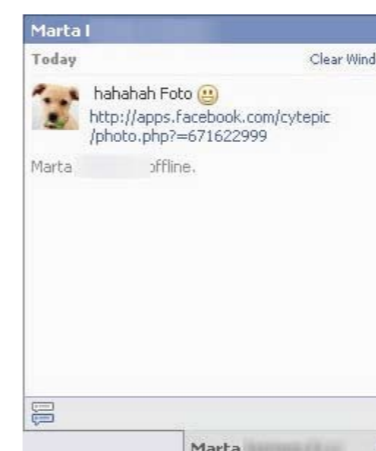 Marta
Today Clear Wind
hahahah Foto
http://apps.facebook.com/cytepic
/photo.php?=671622999
Marta offline.
Marta